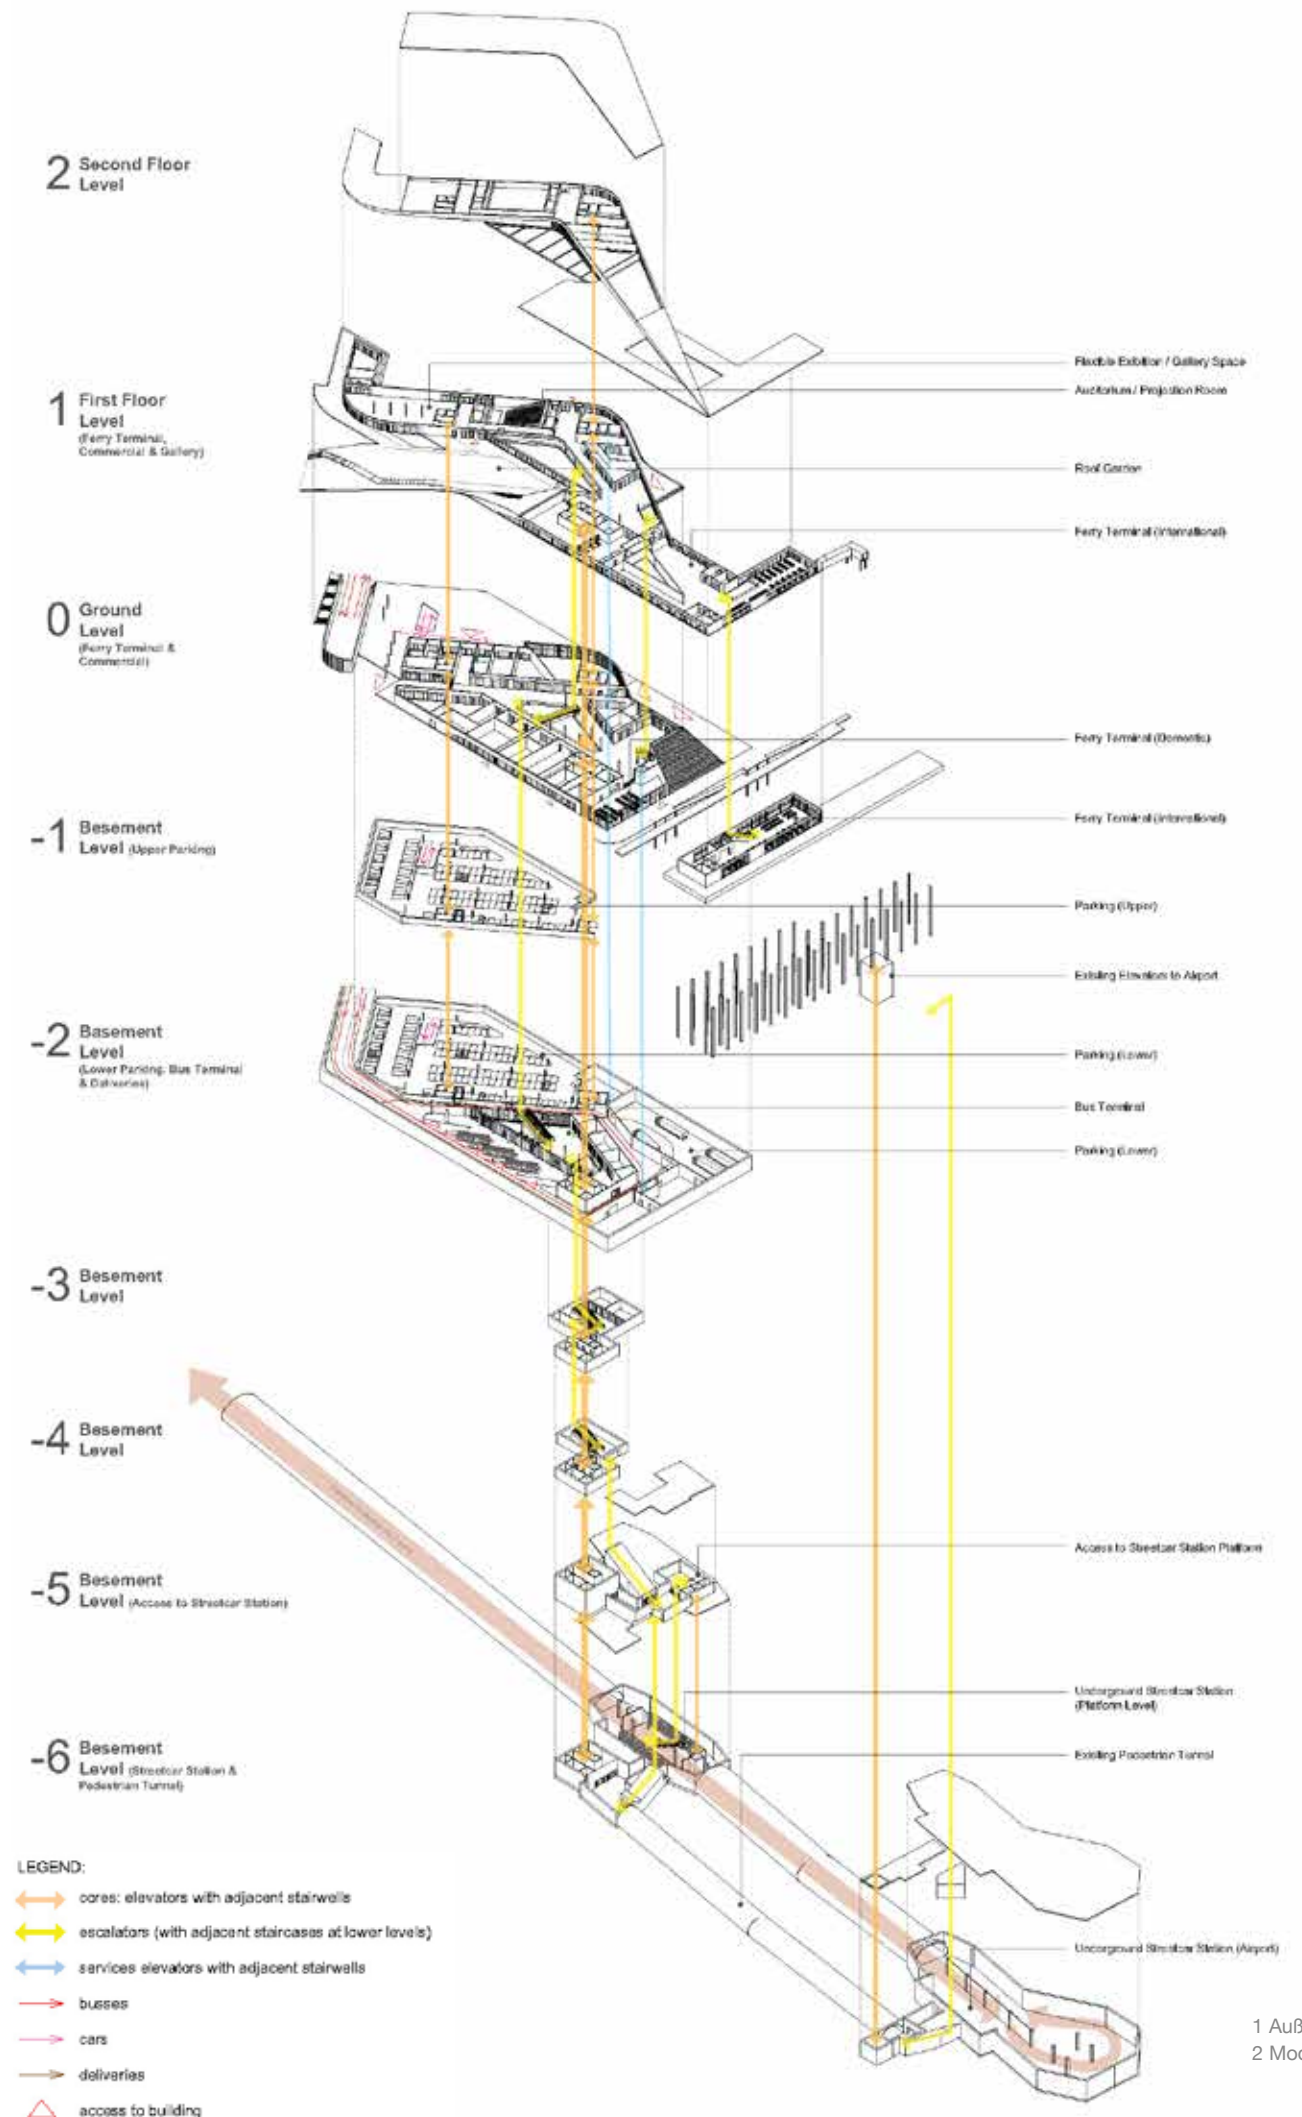 2 Second Floor
Level
1 First Floor
Level
(Ferry Terminal,
Commercial & Gallery)
0 Ground
Level
(Ferry Terminal &
Commercial)
-1 Besement
Level (Upper Parking)
-2 Basement
Level
(Lower Parking, Bus Terminal
& Deliveries)
-3 Besement
Level
-4 Besement
Level
-5 Besement
Level (Access to Streetcar Station)
-6 Besement
Level (Streetcar Station &
Pedestrian Tunnel)
Flexible Exibition / Gallery Space
Auditorium / Projection Room
Roof Garden
Ferry Terminal (International)
Ferry Terminal (Domestic)
Ferry Terminal (International)
Parking (Upper)
Existing Elevators to Airport
Parking (Lower)
Bus Terminal
Parking (Lower)
Access to Streetcar Station Platform
Underground Streetcar Station
(Platform Level)
Existing Pedestrian Tunnel
Underground Streetcar Station (Airport)
LEGEND:
cores: elevators with adjacent stairwells
escalators (with adjacent staircases at lower levels)
services elevators with adjacent stairwells
busses
cars
deliveries
access to building
1 Auß
2 Moc